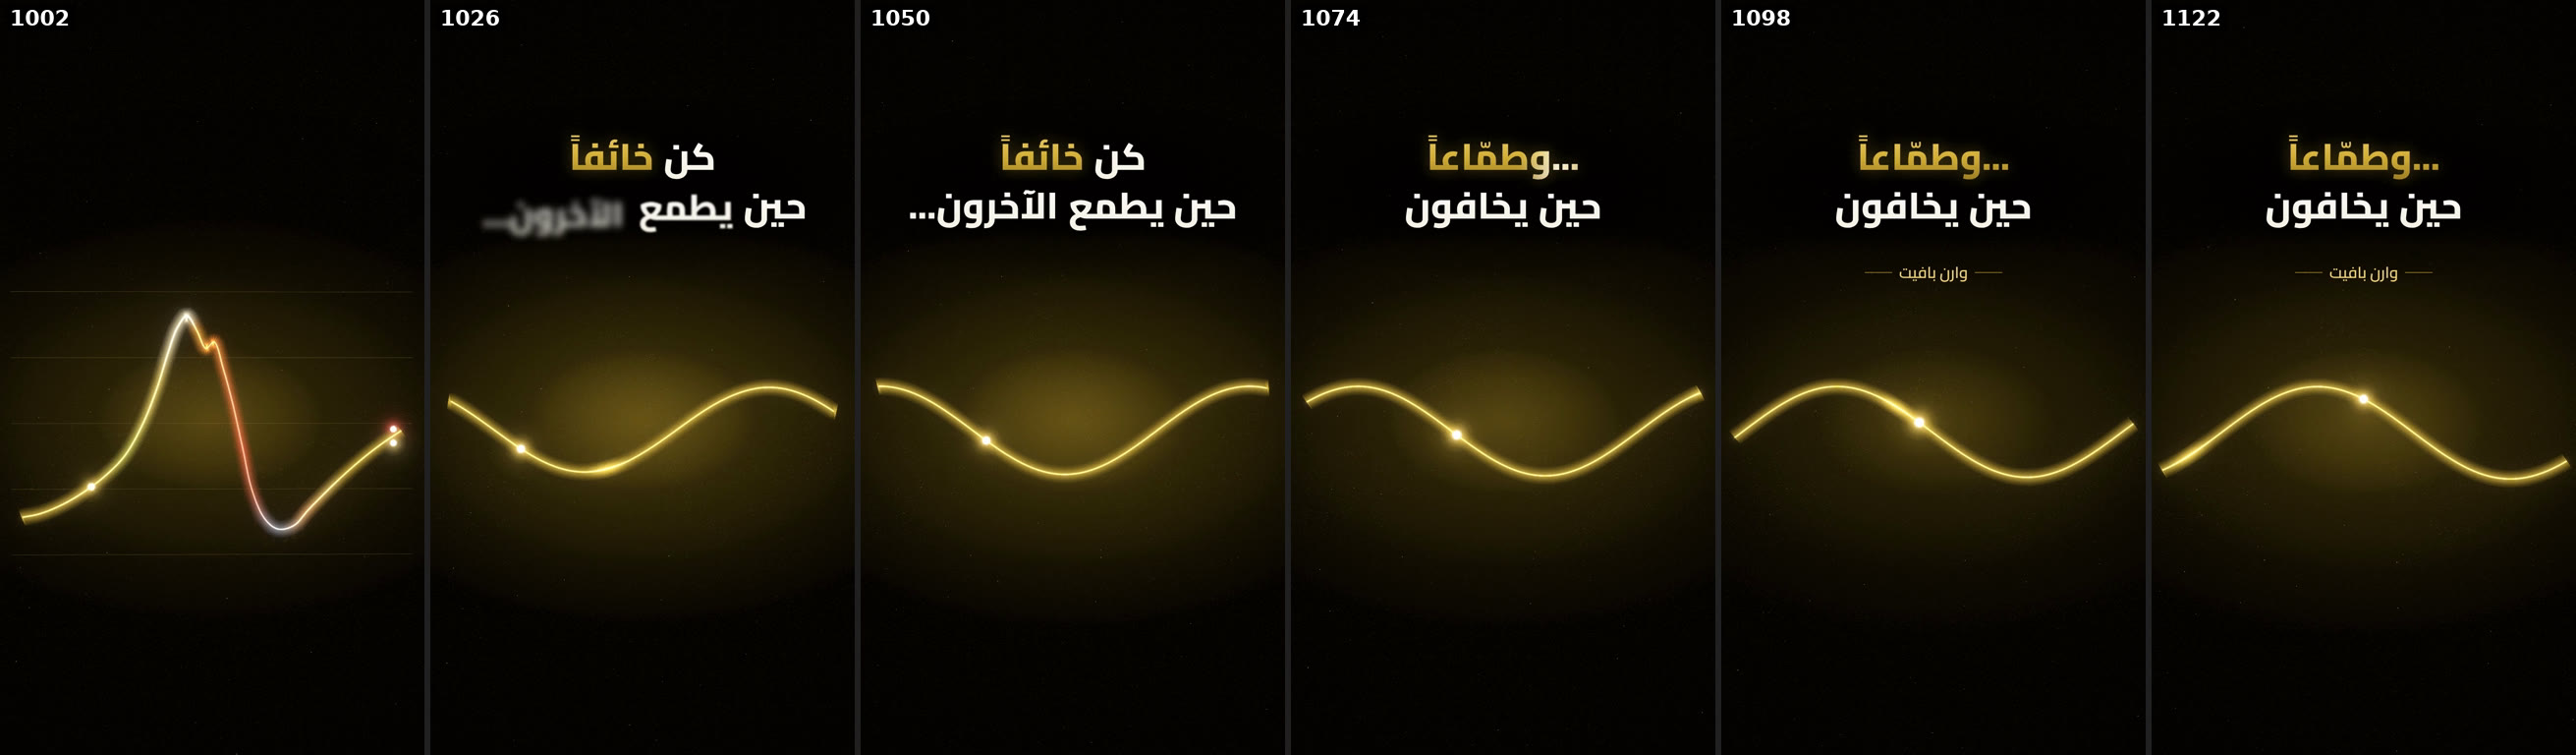 1002
1026
كن خائفاً
حين يطمع الآخرون...
1050
كن خائفاً
حين يطمع الآخرون...
1074
...وطمّاعاً
حين يخافون
1098
...وطمّاعاً
حين يخافون
وارن بافيت
1122
...وطمّاعاً
حين يخافون
وارن بافيت